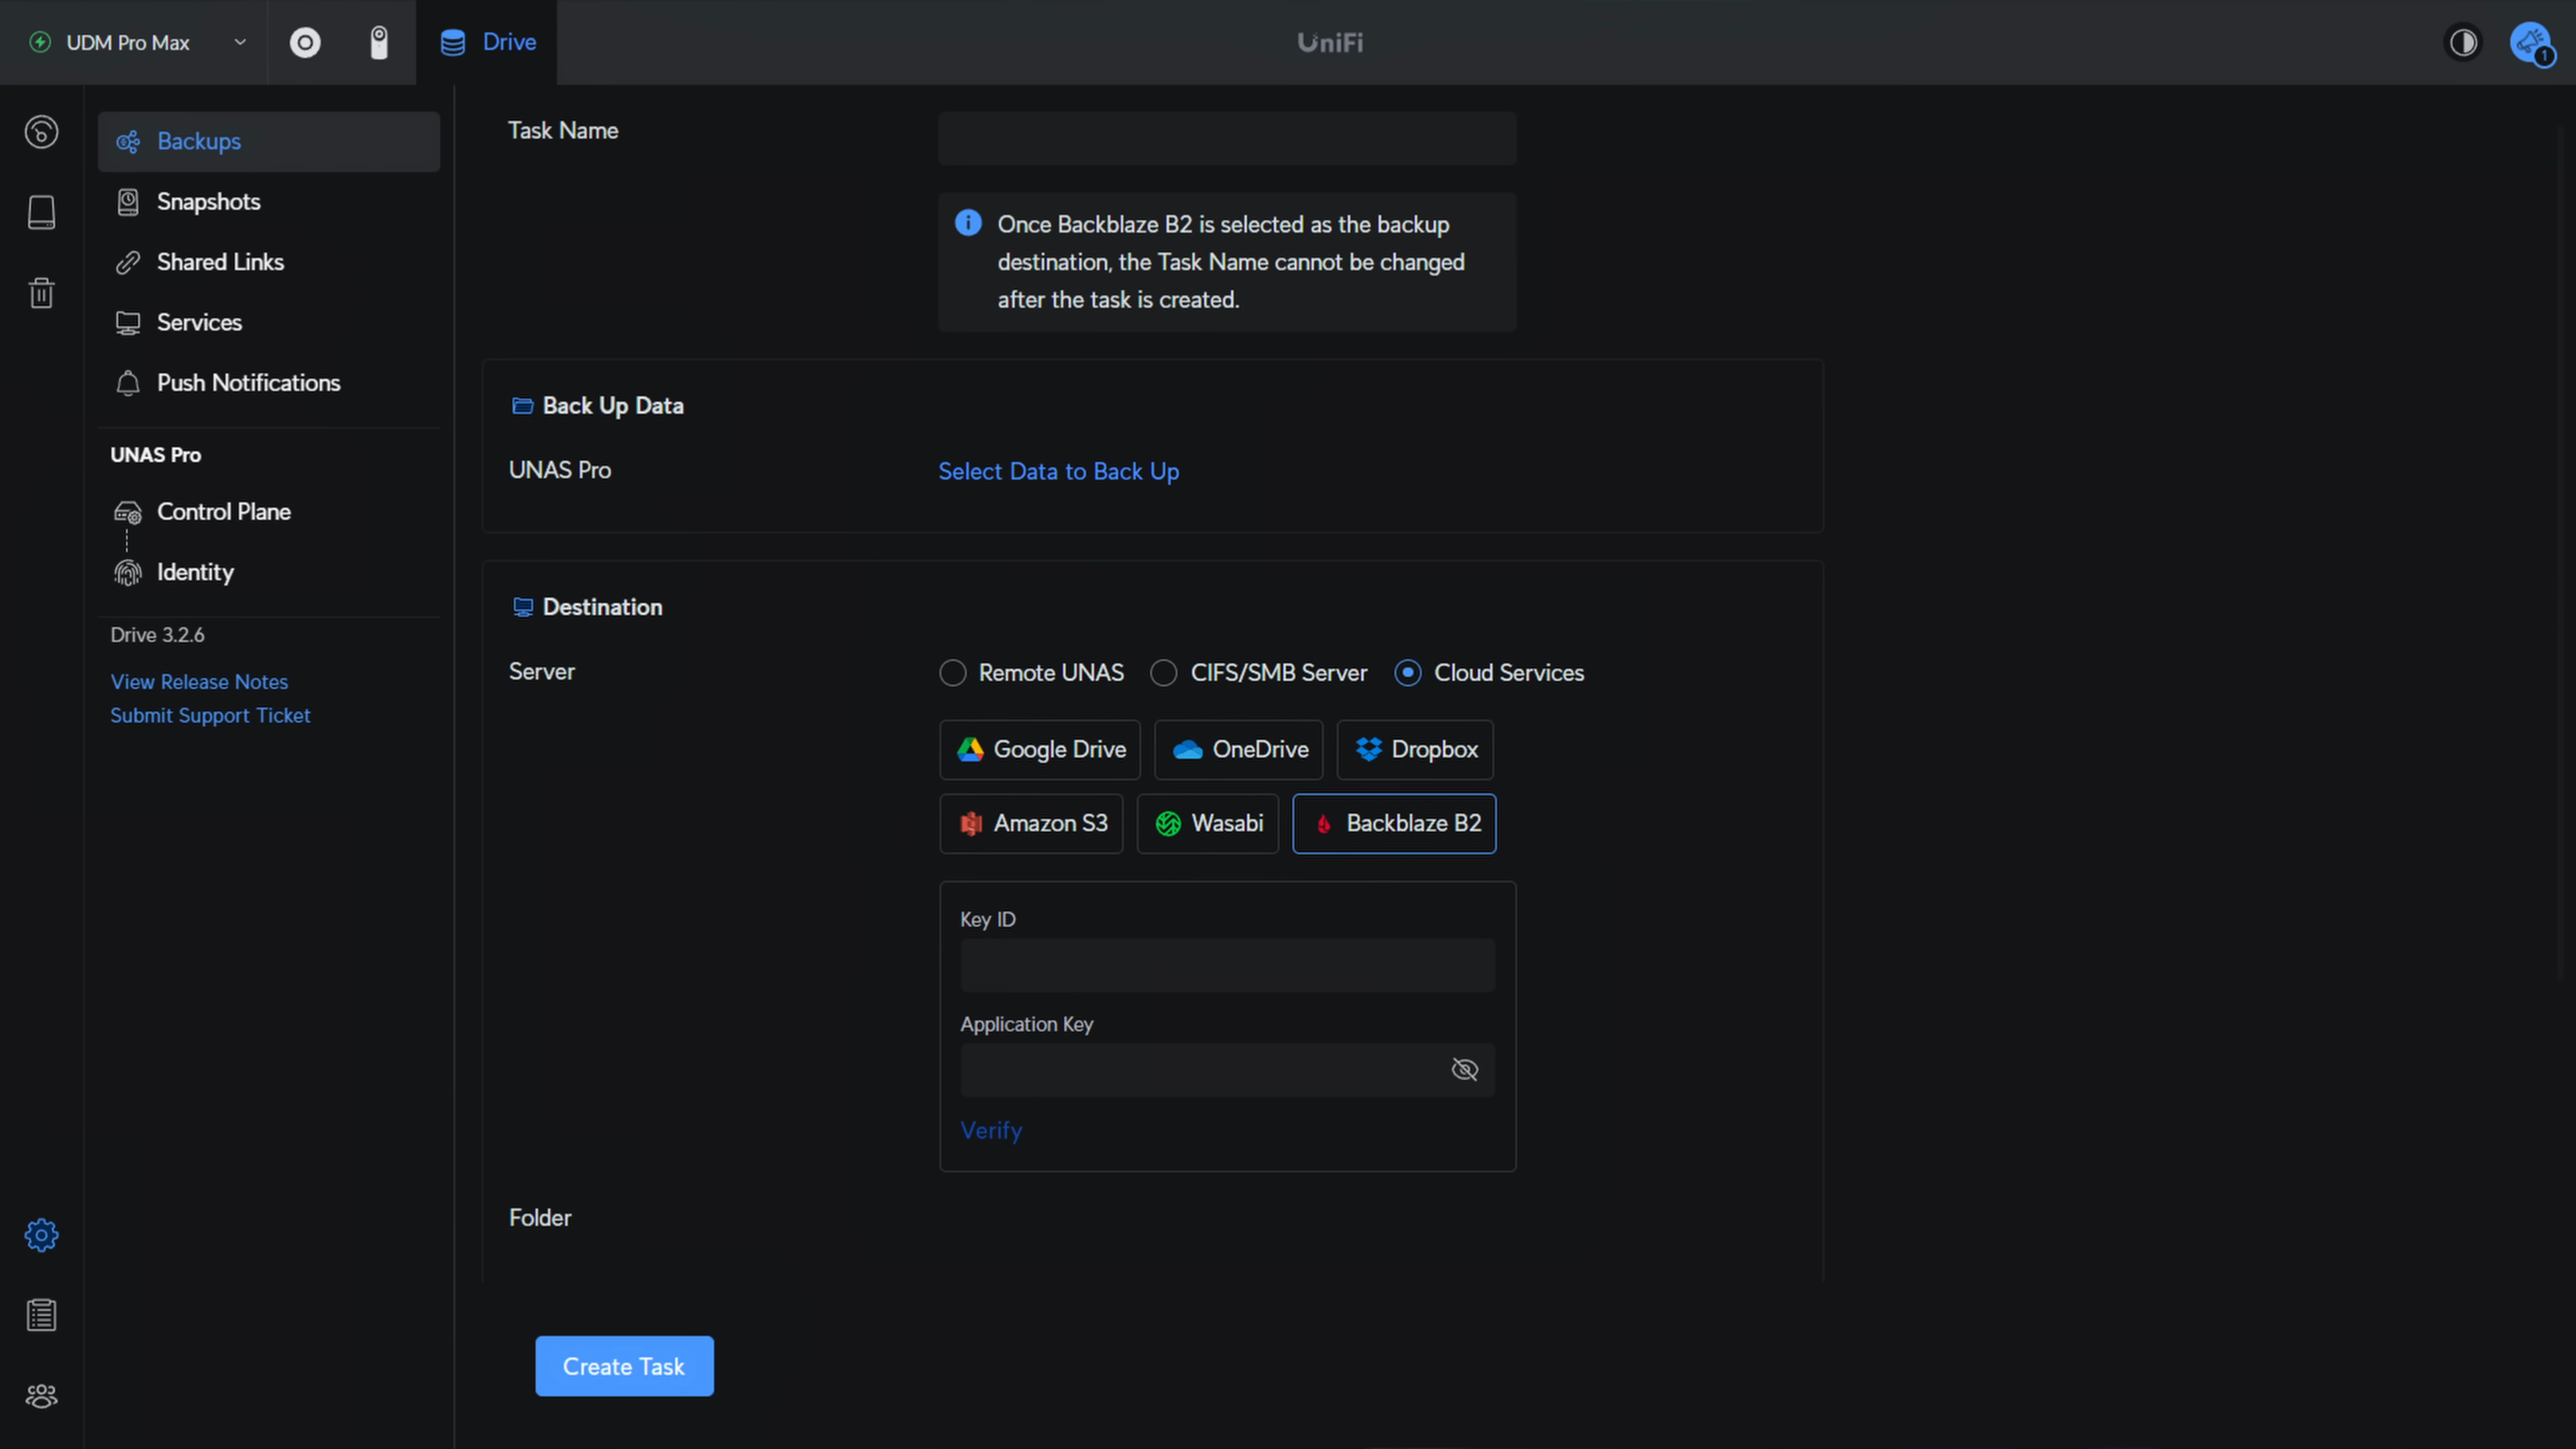 UDM Pro Max
Drive
UniFi
1
Backups
Snapshots
Shared Links
Services
Push Notifications
UNAS Pro
Control Plane
Identity
Drive 3.2.6
View Release Notes
Submit Support Ticket
Task Name
Once Backblaze B2 is selected as the backup
destination, the Task Name cannot be changed
after the task is created.
Back Up Data
UNAS Pro
Select Data to Back Up
Destination
Server
Remote UNAS
CIFS/SMB Server
Cloud Services
Google Drive
OneDrive
Dropbox
Amazon S3
Wasabi
Backblaze B2
Key ID
Application Key
Verify
Folder
Create Task